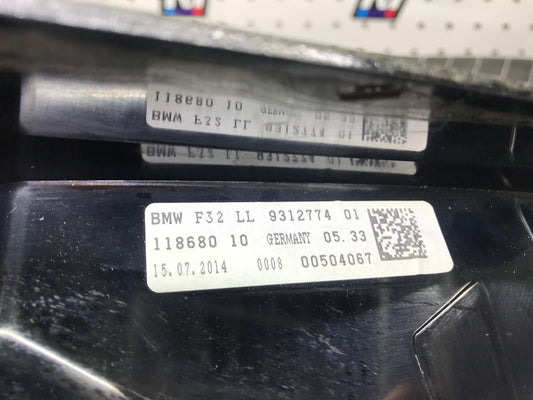 BMW F32 LL 9312774 01
118680 10 GERMANY 05.33
15.07.2014 0008 00504067